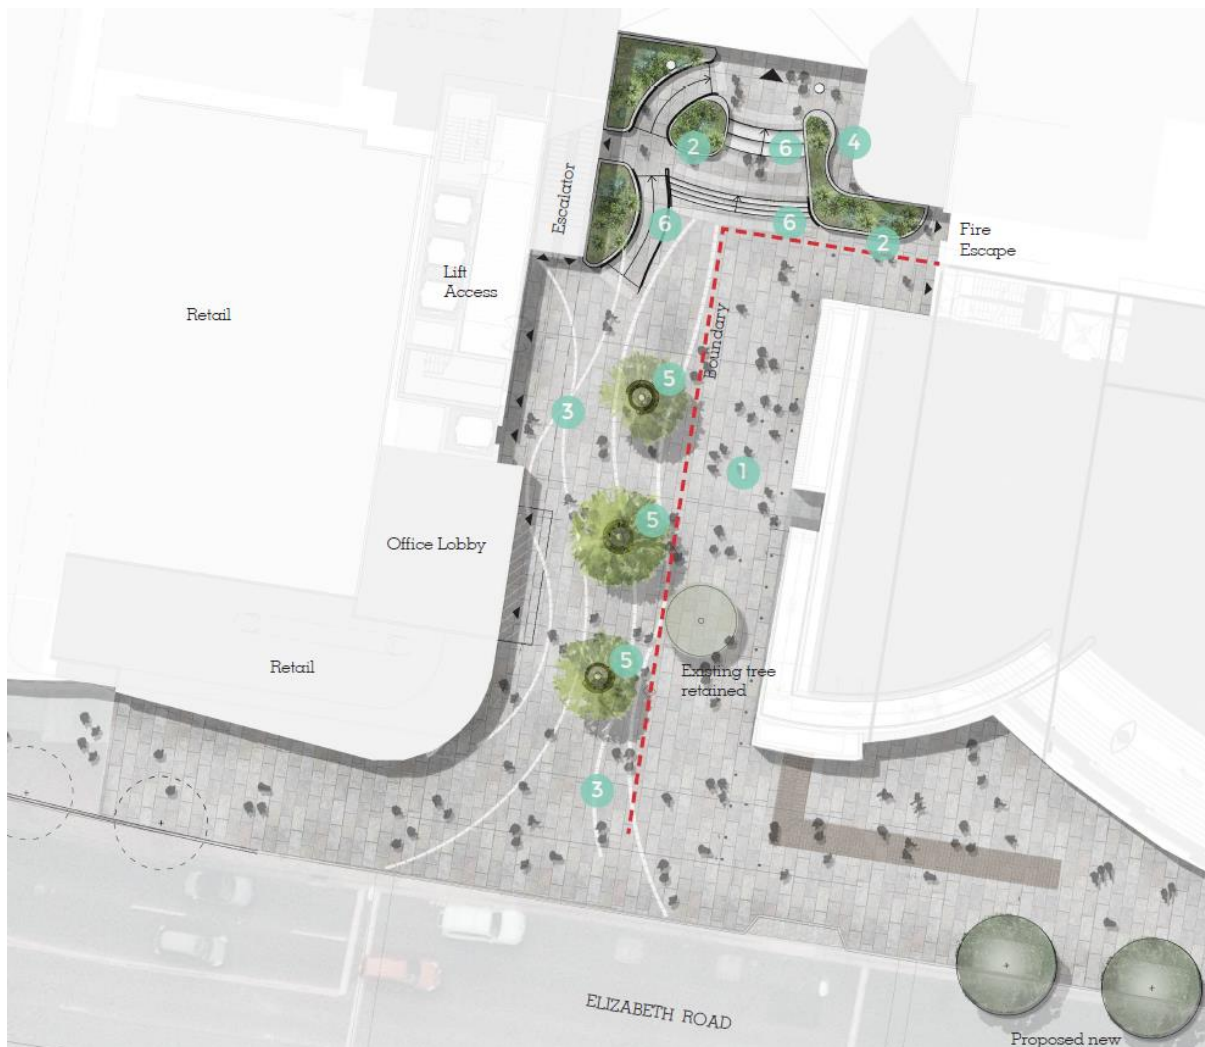 2
6
4
Escalator
6
6
2
Fire
Escape
Lift
Access
Retail
Boundary
5
3
1
5
Office Lobby
5
Retail
Existing tree
retained
3
ELIZABETH ROAD
Proposed new